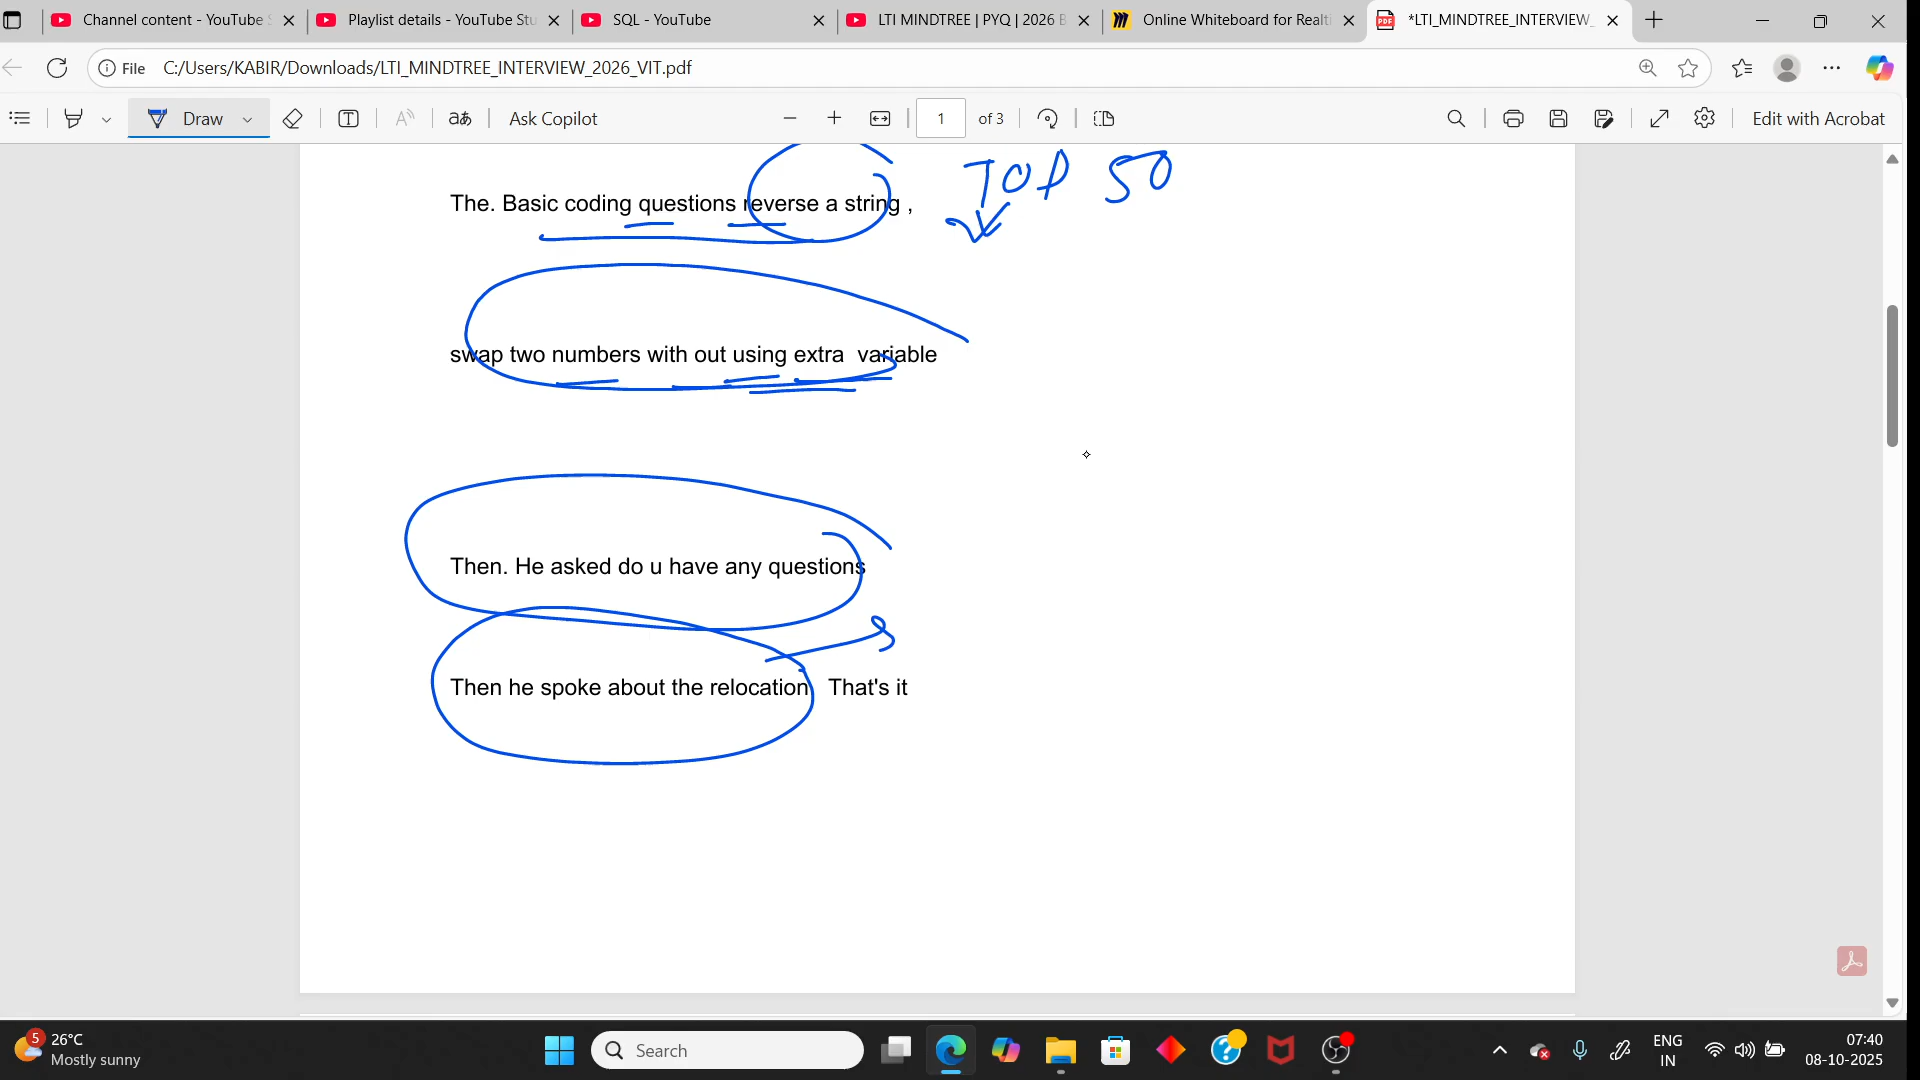 Channel content - YouTube S
Playlist details - YouTube Stu
SQL - YouTube
LTI MINDTREE | PYQ | 2026 B
Online Whiteboard for Realti
*LTI_MINDTREE_INTERVIEW_
File C:/Users/KABIR/Downloads/LTI_MINDTREE_INTERVIEW_2026_VIT.pdf
Draw
Ask Copilot
1 of 3
Edit with Acrobat
The. Basic coding questions reverse a string ,
TOP 50
swap two numbers with out using extra variable
Then. He asked do u have any questions
Then he spoke about the relocation That's it
5
26°C
Mostly sunny
Search
ENG
IN
07:40
08-10-2025